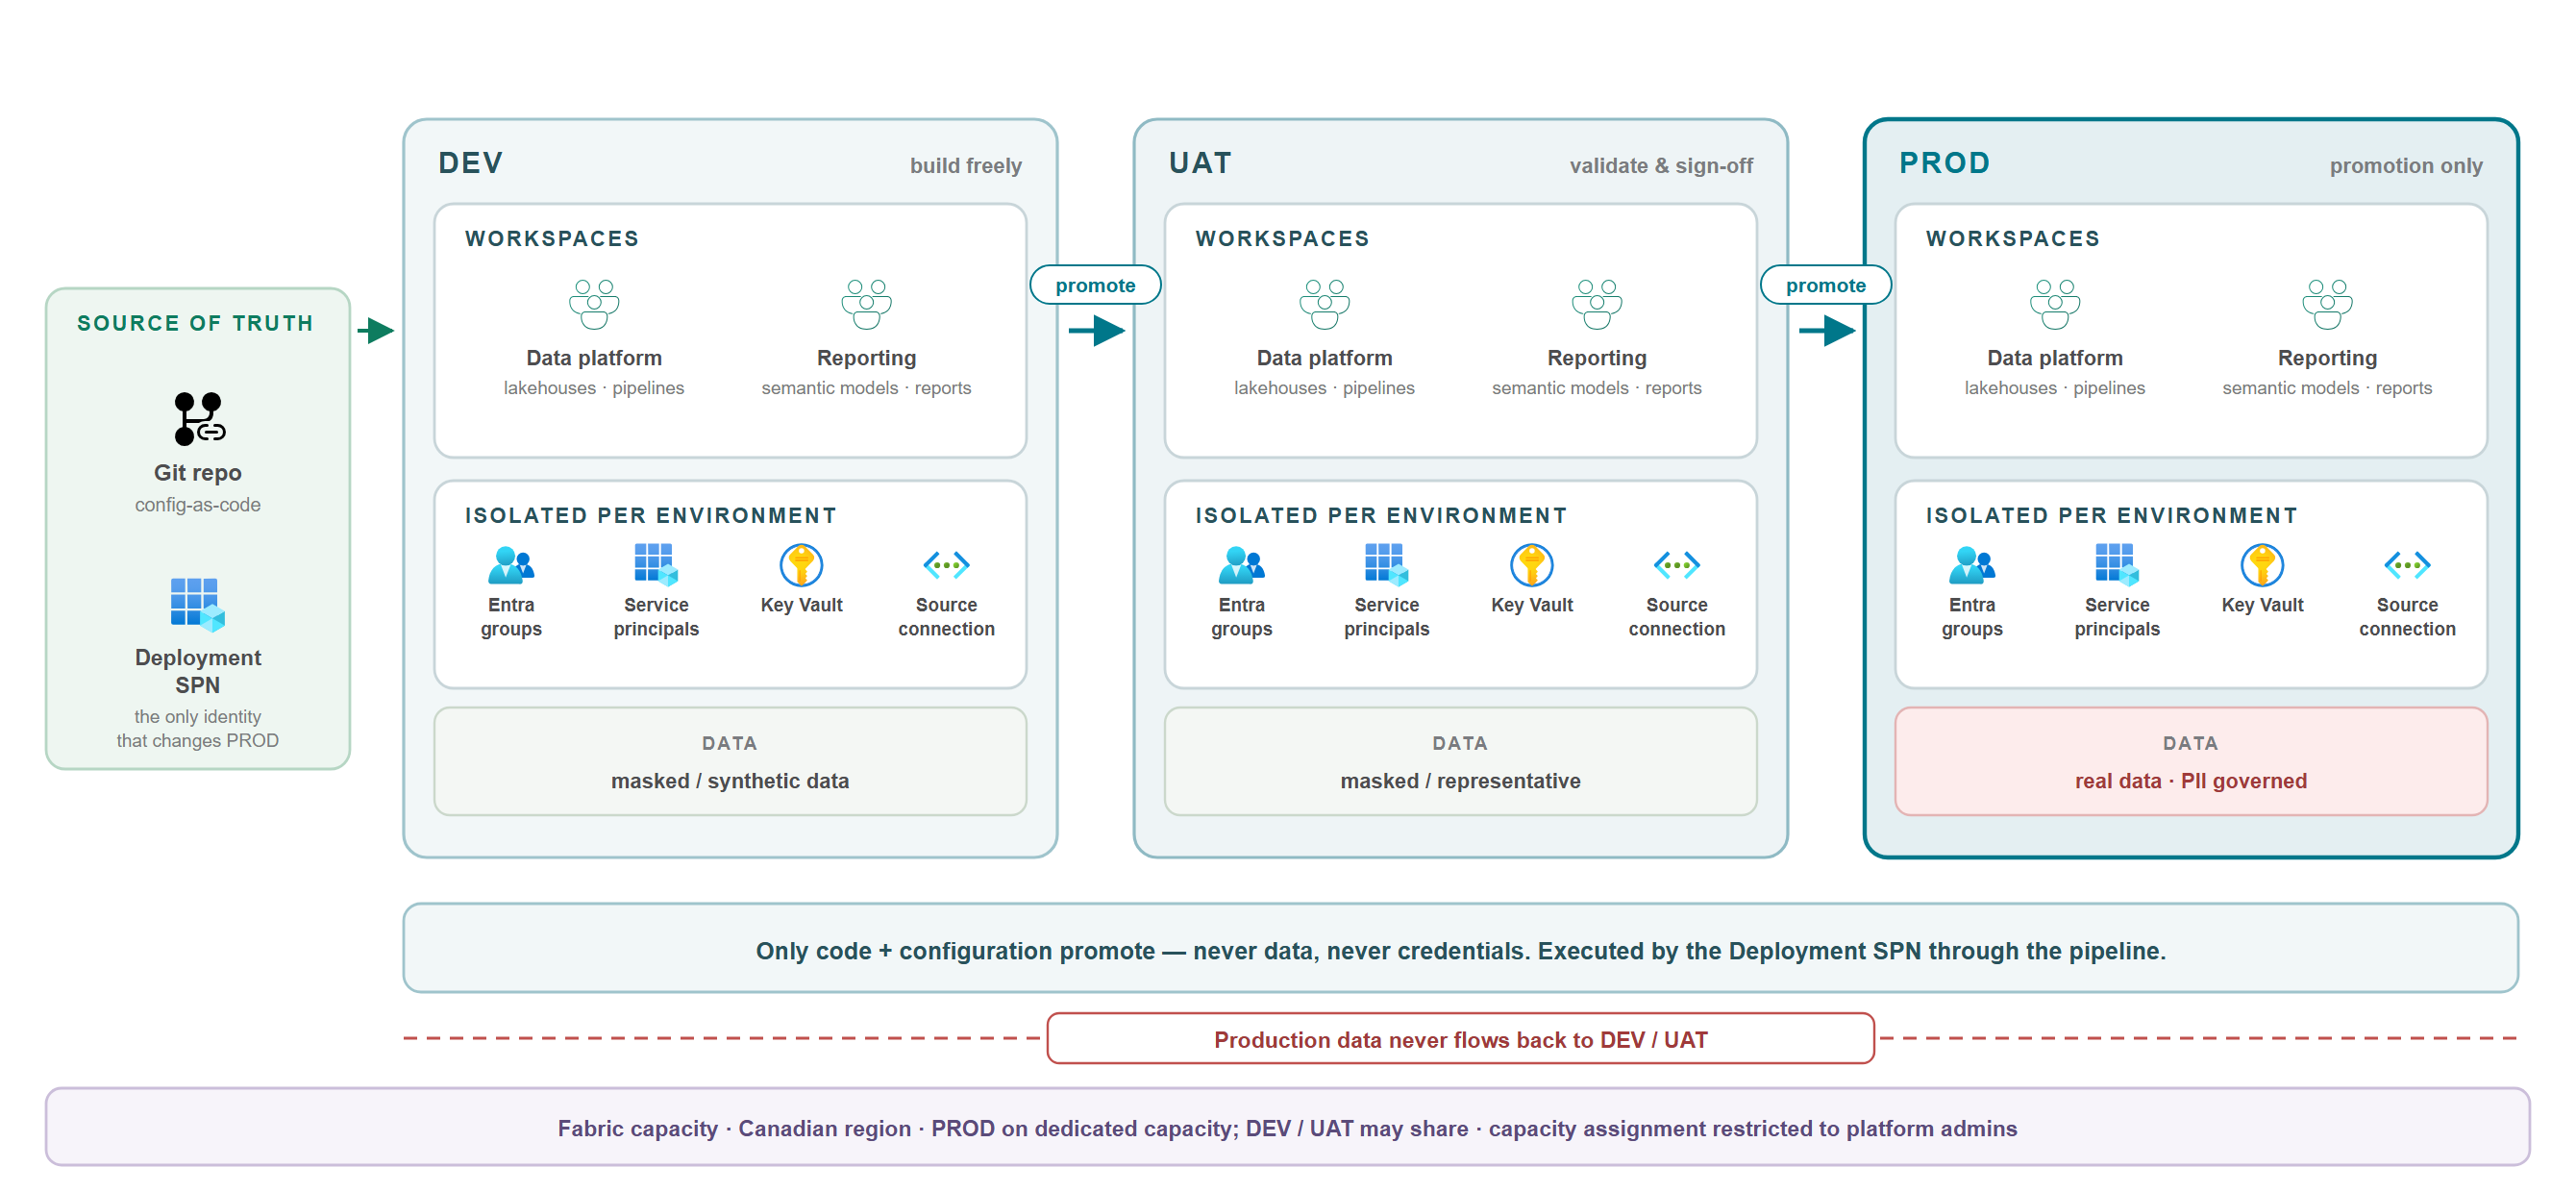 SOURCE OF TRUTH
Git repo
config-as-code
Deployment
SPN
the only identity
that changes PROD
DEV
build freely
WORKSPACES
Data platform
lakehouses · pipelines
Reporting
semantic models · reports
ISOLATED PER ENVIRONMENT
Entra
groups
Service
principals
Key Vault
Source
connection
DATA
masked / synthetic data
promote
UAT
validate & sign-off
WORKSPACES
Data platform
lakehouses · pipelines
Reporting
semantic models · reports
ISOLATED PER ENVIRONMENT
Entra
groups
Service
principals
Key Vault
Source
connection
DATA
masked / representative
promote
PROD
promotion only
WORKSPACES
Data platform
lakehouses · pipelines
Reporting
semantic models · reports
ISOLATED PER ENVIRONMENT
Entra
groups
Service
principals
Key Vault
Source
connection
DATA
real data · PII governed
Only code + configuration promote — never data, never credentials. Executed by the Deployment SPN through the pipeline.
Production data never flows back to DEV / UAT
Fabric capacity · Canadian region · PROD on dedicated capacity; DEV / UAT may share · capacity assignment restricted to platform admins